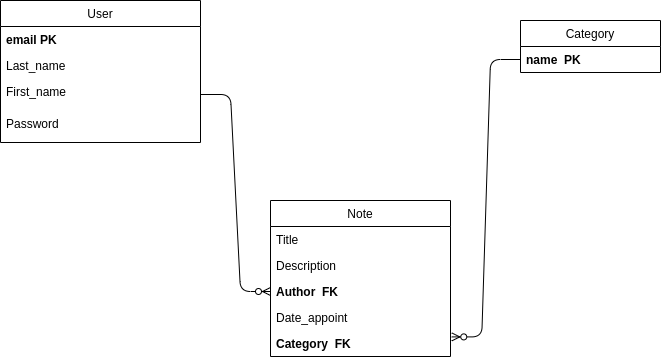 User
email PK
Last_name
First_name
Password
Category
name PK
Note
Title
Description
Author FK
Date_appoint
Category FK